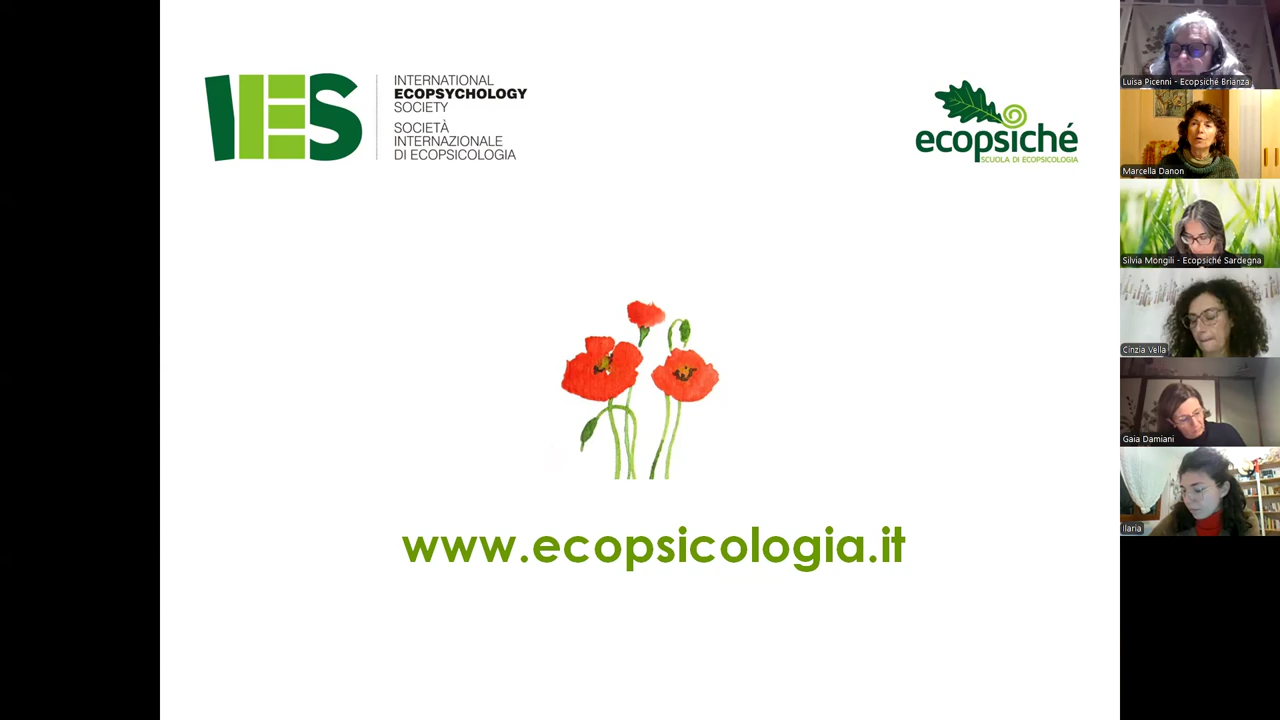 IES
INTERNATIONAL
ECOPSYCHOLOGY
SOCIETY
SOCIETÀ
INTERNAZIONALE
DI ECOPSICOLOGIA
ecopsiché
SCUOLA DI ECOPSICOLOGIA
www.ecopsicologia.it
Luisa Picenni - Ecopsiché Brianza
Marcella Danon
Silvia Mongili - Ecopsiché Sardegna
Cinzia Vella
Gaia Damiani
Ilaria